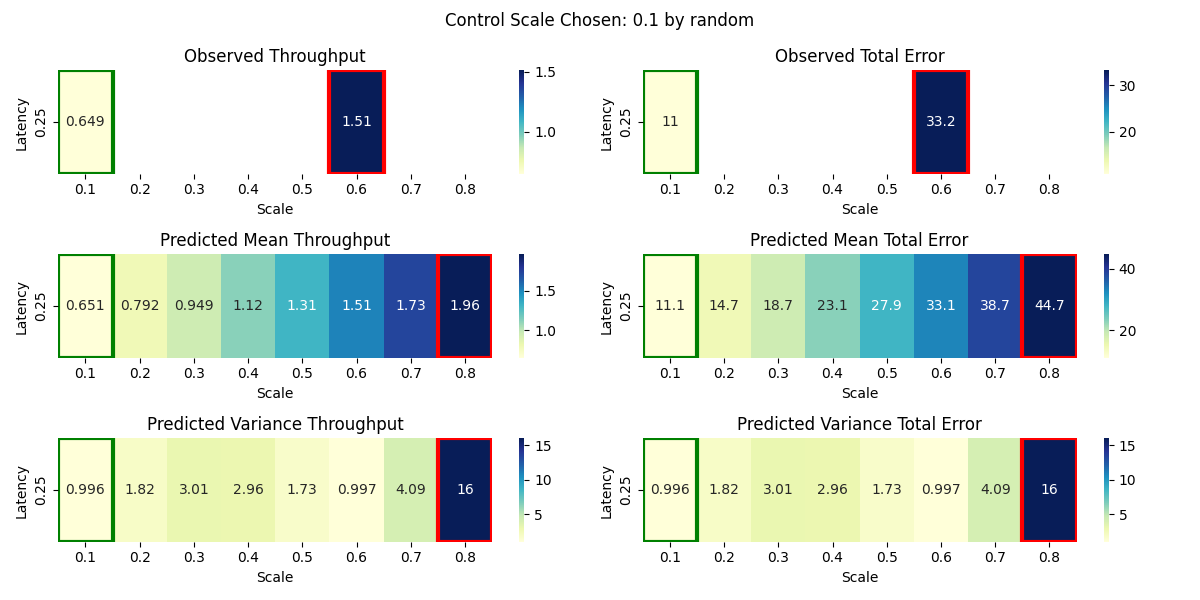 Control Scale Chosen: 0.1 by random
Observed Throughput
Latency
0.25
0.649
1.51
0.1 0.2 0.3 0.4 0.5 0.6 0.7 0.8
Scale
1.5
1.0
Observed Total Error
Latency
0.25
11
33.2
0.1 0.2 0.3 0.4 0.5 0.6 0.7 0.8
Scale
30
20
Predicted Mean Throughput
Latency
0.25
0.651 0.792 0.949 1.12 1.31 1.51 1.73 1.96
0.1 0.2 0.3 0.4 0.5 0.6 0.7 0.8
Scale
1.5
1.0
Predicted Mean Total Error
Latency
0.25
11.1 14.7 18.7 23.1 27.9 33.1 38.7 44.7
0.1 0.2 0.3 0.4 0.5 0.6 0.7 0.8
Scale
40
20
Predicted Variance Throughput
Latency
0.25
0.996 1.82 3.01 2.96 1.73 0.997 4.09 16
0.1 0.2 0.3 0.4 0.5 0.6 0.7 0.8
Scale
15
10
5
Predicted Variance Total Error
Latency
0.25
0.996 1.82 3.01 2.96 1.73 0.997 4.09 16
0.1 0.2 0.3 0.4 0.5 0.6 0.7 0.8
Scale
15
10
5